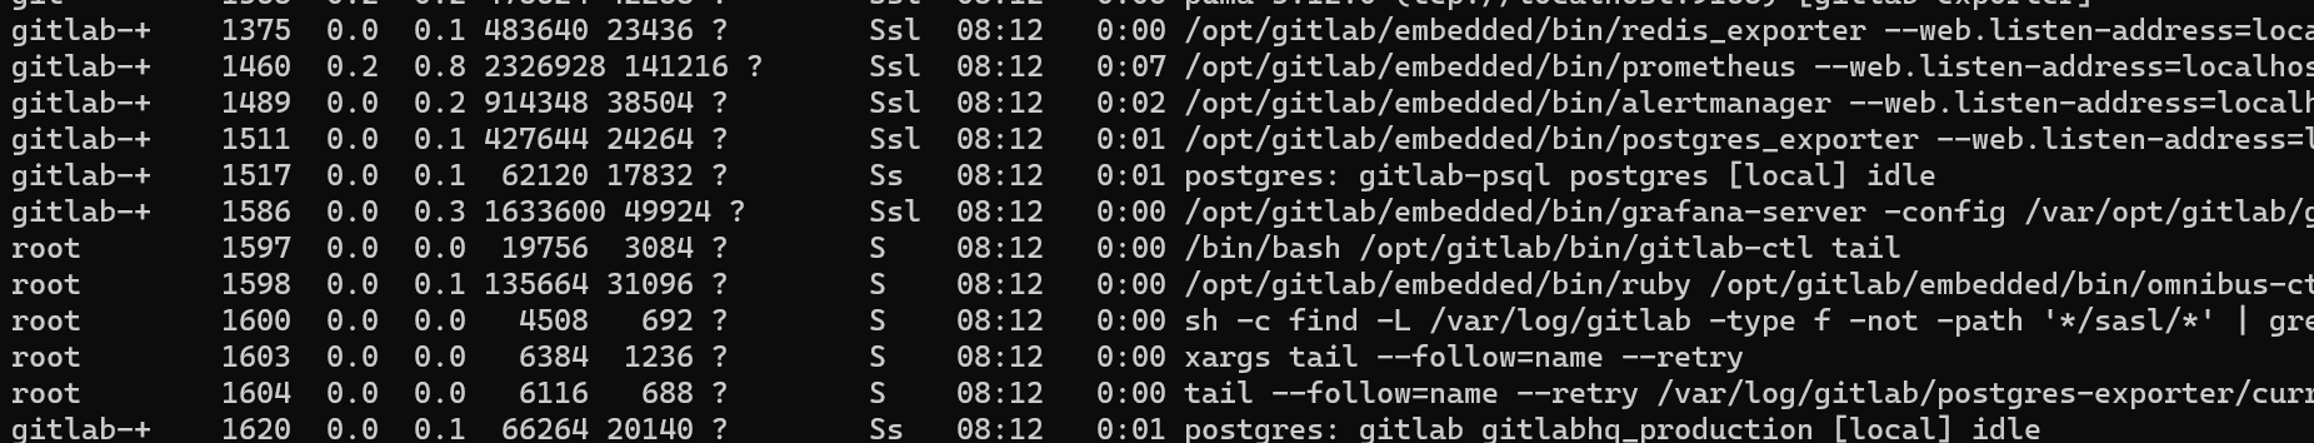 gitlab-+ 1375 0.0 0.1 483640 23436 ? Ssl 08:12 0:00 /opt/gitlab/embedded/bin/redis_exporter --web.listen-address=loca
gitlab-+ 1460 0.2 0.8 2326928 141216 ? Ssl 08:12 0:07 /opt/gitlab/embedded/bin/prometheus --web.listen-address=localhos
gitlab-+ 1489 0.0 0.2 914348 38504 ? Ssl 08:12 0:02 /opt/gitlab/embedded/bin/alertmanager --web.listen-address=localh
gitlab-+ 1511 0.0 0.1 427644 24264 ? Ssl 08:12 0:01 /opt/gitlab/embedded/bin/postgres_exporter --web.listen-address=l
gitlab-+ 1517 0.0 0.1 62120 17832 ? Ss 08:12 0:01 postgres: gitlab-psql postgres [local] idle
gitlab-+ 1586 0.0 0.3 1633600 49924 ? Ssl 08:12 0:00 /opt/gitlab/embedded/bin/grafana-server -config /var/opt/gitlab/g
root 1597 0.0 0.0 19756 3084 ? S 08:12 0:00 /bin/bash /opt/gitlab/bin/gitlab-ctl tail
root 1598 0.0 0.1 135664 31096 ? S 08:12 0:00 /opt/gitlab/embedded/bin/ruby /opt/gitlab/embedded/bin/omnibus-ct
root 1600 0.0 0.0 4508 692 ? S 08:12 0:00 sh -c find -L /var/log/gitlab -type f -not -path '*/sasl/*' | gre
root 1603 0.0 0.0 6384 1236 ? S 08:12 0:00 xargs tail --follow=name --retry
root 1604 0.0 0.0 6116 688 ? S 08:12 0:00 tail --follow=name --retry /var/log/gitlab/postgres-exporter/curr
gitlab-+ 1620 0.0 0.1 66264 20140 ? Ss 08:12 0:01 postgres: gitlab gitlabhq_production [local] idle